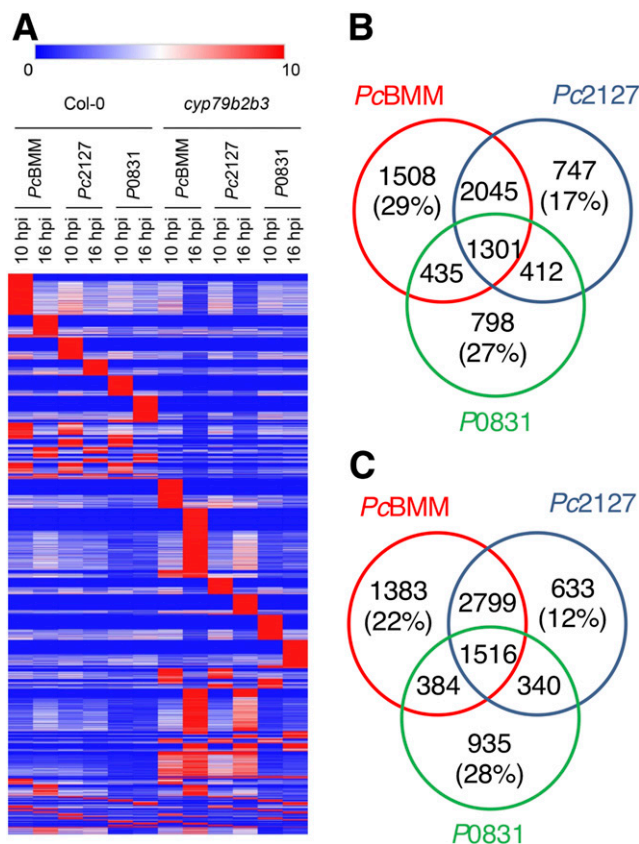 A
0 10
Col-0 cyp79b2b3
PcBMM Pc2127 P0831 PcBMM Pc2127 P0831
10 hpi 16 hpi 10 hpi 16 hpi 10 hpi 16 hpi 10 hpi 16 hpi 10 hpi 16 hpi 10 hpi 16 hpi
B
PcBMM Pc2127
1508 2045 747
(29%) (17%)
1301
435 412
798
(27%)
P0831
C
PcBMM Pc2127
1383 2799 633
(22%) (12%)
1516
384 340
935
(28%)
P0831